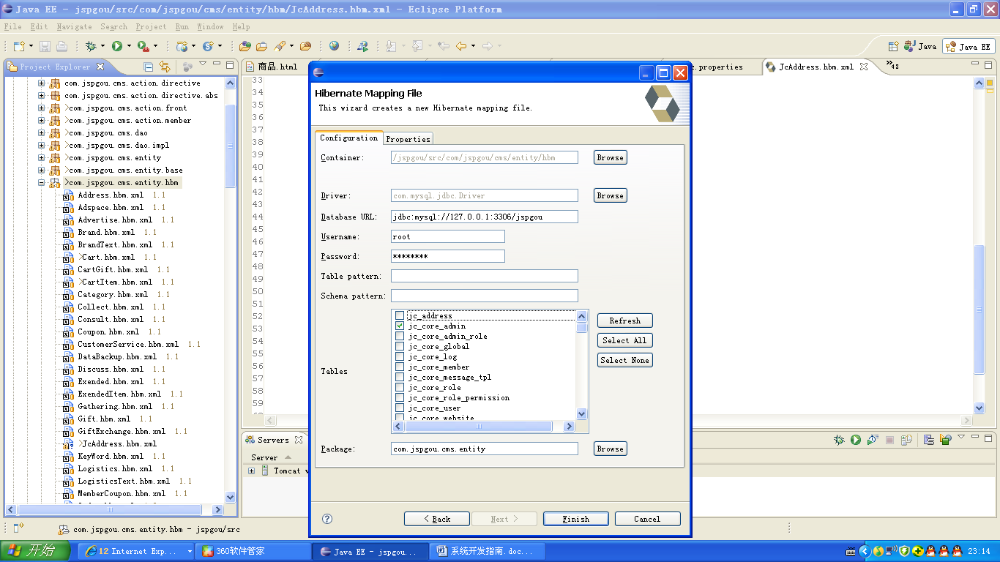 Java EE - jspgou/src/com/jspgou/cms/entity/hbm/JcAddress.hbm.xml - Eclipse Platform
File Edit Navigate Search Project Run Window Help
Java
Java EE
Project Explorer
com.jspgou.cms.action.directive
com.jspgou.cms.action.directive.abs
>com.jspgou.cms.action.front
>com.jspgou.cms.action.member
>com.jspgou.cms.dao
>com.jspgou.cms.dao.impl
>com.jspgou.cms.entity
>com.jspgou.cms.entity.base
>com.jspgou.cms.entity.hbm
Address.hbm.xml 1.1
Adspace.hbm.xml 1.1
Advertise.hbm.xml 1.1
Brand.hbm.xml 1.1
BrandText.hbm.xml 1.1
>Cart.hbm.xml 1.1
CartGift.hbm.xml 1.1
>CartItem.hbm.xml 1.1
Category.hbm.xml 1.1
Collect.hbm.xml 1.1
Consult.hbm.xml 1.1
Coupon.hbm.xml 1.1
CustomerService.hbm.xml 1.1
DataBackup.hbm.xml 1.1
Discuss.hbm.xml 1.1
Exended.hbm.xml 1.1
ExendedItem.hbm.xml 1.1
Gathering.hbm.xml 1.1
Gift.hbm.xml 1.1
GiftExchange.hbm.xml 1.1
>JcAddress.hbm.xml
KeyWord.hbm.xml 1.1
Logistics.hbm.xml 1.1
LogisticsText.hbm.xml 1.1
MemberCoupon.hbm.xml 1.1
商品.html
c.properties
JcAddress.hbm.xml
»43
33
34
35
36
37
38
39
40
41
42
43
44
45
46
47
48
49
50
51
52
53
54
55
56
57
58
59
Hibernate Mapping File
This wizard creates a new Hibernate mapping file.
Configuration
Properties
Container: /jspgou/src/com/jspgou/cms/entity/hbm Browse
Driver: com.mysql.jdbc.Driver Browse
Database URL: jdbc:mysql://127.0.0.1:3306/jspgou
Username: root
Password: ********
Table pattern:
Schema pattern:
Tables
jc_address
jc_core_admin
jc_core_admin_role
jc_core_global
jc_core_log
jc_core_member
jc_core_message_tpl
jc_core_role
jc_core_role_permission
jc_core_user
jc_core_website
Refresh
Select All
Select None
Package: com.jspgou.cms.entity Browse
< Back
Next >
Finish
Cancel
Servers
Server
Tomcat v
com.jspgou.cms.entity.hbm - jspgou/src
开始
12 Internet Exp...
360软件管家
Java EE - jspgou...
系统开发指南.doc...
23:14